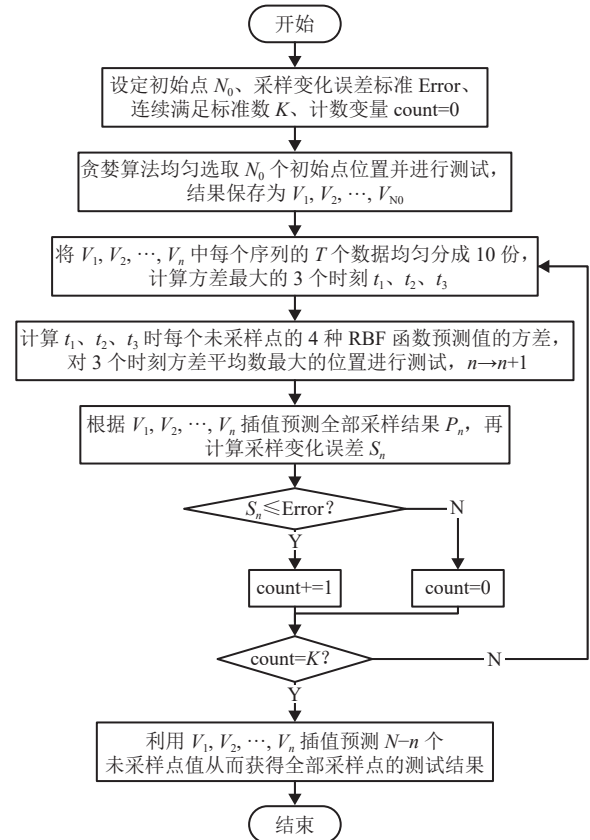 开始
设定初始点 N₀、采样变化误差标准 Error、
连续满足标准数 K、计数变量 count=0
贪婪算法均匀选取 N₀ 个初始点位置并进行测试，
结果保存为 V₁, V₂, ⋯, V_N0
将 V₁, V₂, ⋯, Vₙ 中每个序列的 T 个数据均匀分成 10 份，
计算方差最大的 3 个时刻 t₁、t₂、t₃
计算 t₁、t₂、t₃ 时每个未采样点的 4 种 RBF 函数预测值的方差，
对 3 个时刻方差平均数最大的位置进行测试，n→n+1
根据 V₁, V₂, ⋯, Vₙ 插值预测全部采样结果 Pₙ，再
计算采样变化误差 Sₙ
Sₙ≤Error？
N
Y
count+=1
count=0
count=K？
N
Y
利用 V₁, V₂, ⋯, Vₙ 插值预测 N−n 个
未采样点值从而获得全部采样点的测试结果
结束